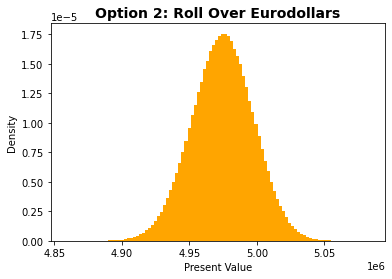 Option 2: Roll Over Eurodollars
1e−5
1.75
1.50
1.25
1.00
0.75
0.50
0.25
0.00
Density
4.85 4.90 4.95 5.00 5.05
1e6
Present Value